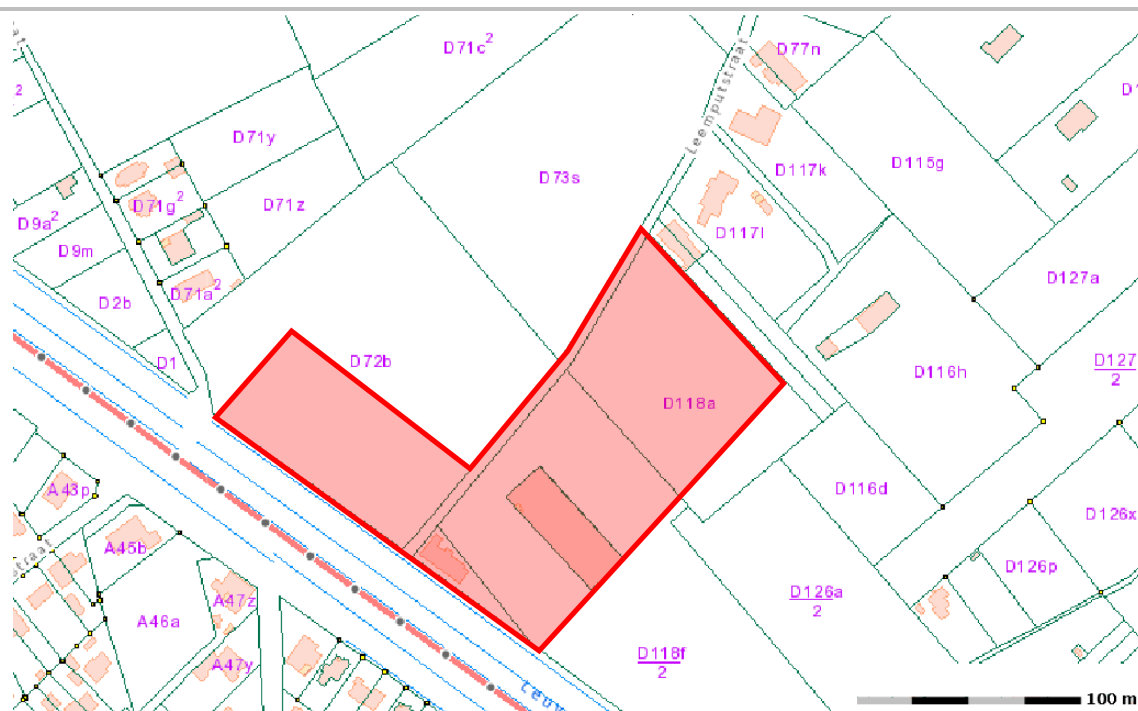 D71c²
D77n
2
D71y
Leemputstraat
D115g
D117k
D73s
D71z
D71g²
D9a²
D9m
D117l
D127a
D2b
D71a²
D1
D72b
D116h
D127
2
D118a
A43p
D116d
D126x
A45b
D126p
A47z
D126a
2
A46a
A47y
D118f
2
100 m